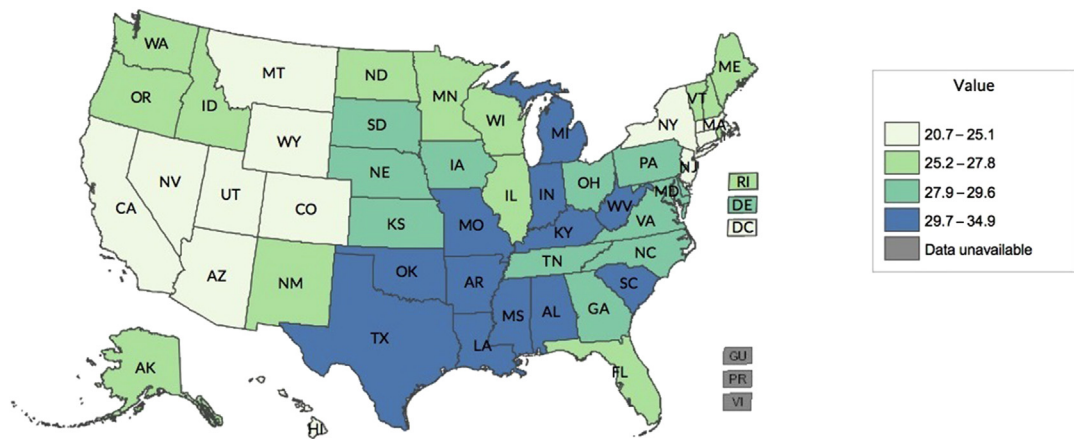 WA
MT
ND
MN
ME
OR
ID
WI
VT
SD
NY
MA
WY
MI
IA
PA
NJ
NE
NV
OH
IL
IN
RI
MD
UT
CA
CO
WV
DE
KS
MO
VA
KY
DC
NC
TN
OK
AZ
NM
AR
SC
GA
MS
AL
TX
LA
GU
AK
FL
PR
VI
HI
Value
20.7 – 25.1
25.2 – 27.8
27.9 – 29.6
29.7 – 34.9
Data unavailable